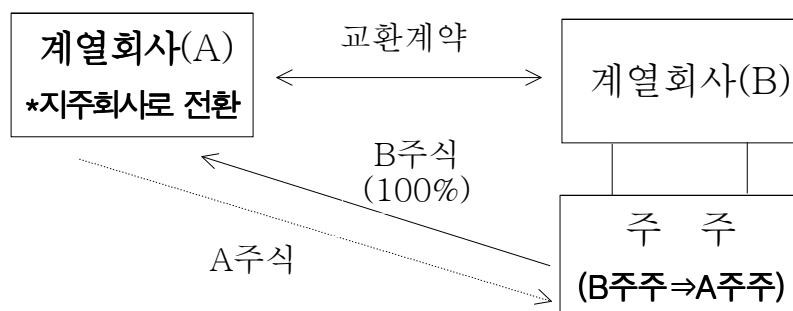 계열회사(A)
*지주회사로 전환
교환계약
계열회사(B)
B주식
(100%)
A주식
주 주
(B주주⇒A주주)